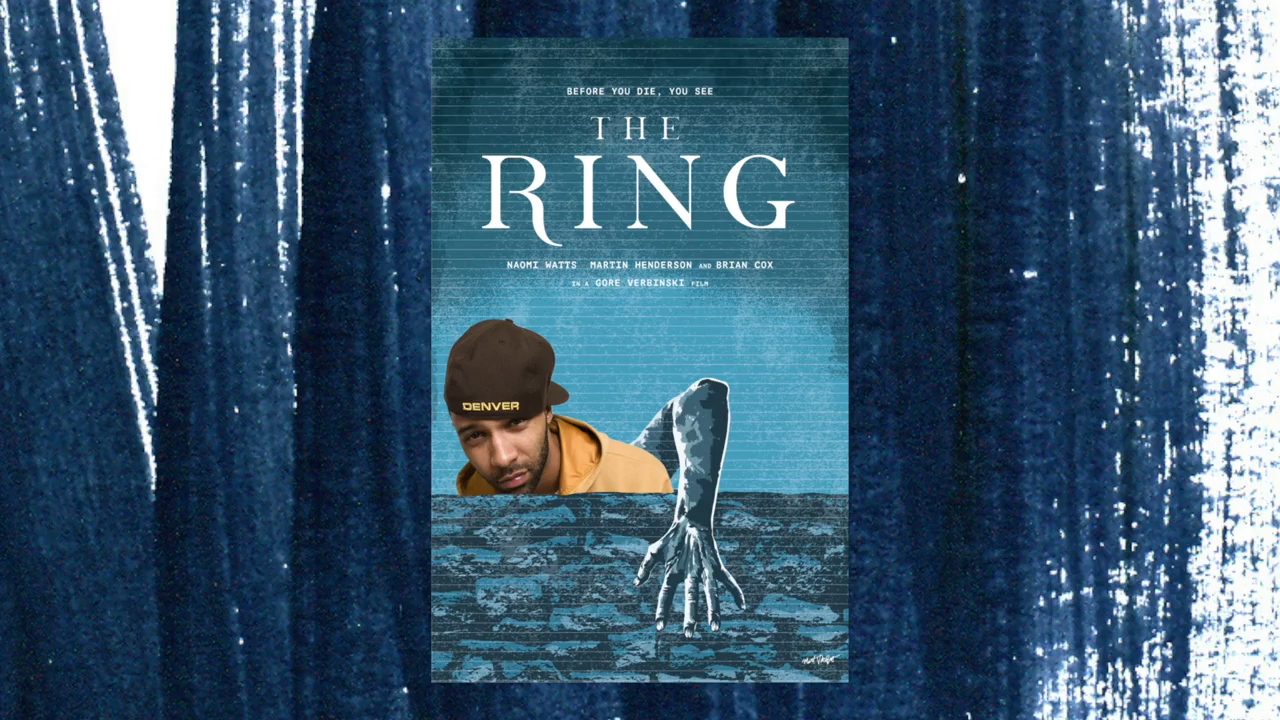 BEFORE YOU DIE, YOU SEE
THE
RING
NAOMI WATTS MARTIN HENDERSON AND BRIAN COX
IN A GORE VERBINSKI FILM
DENVER